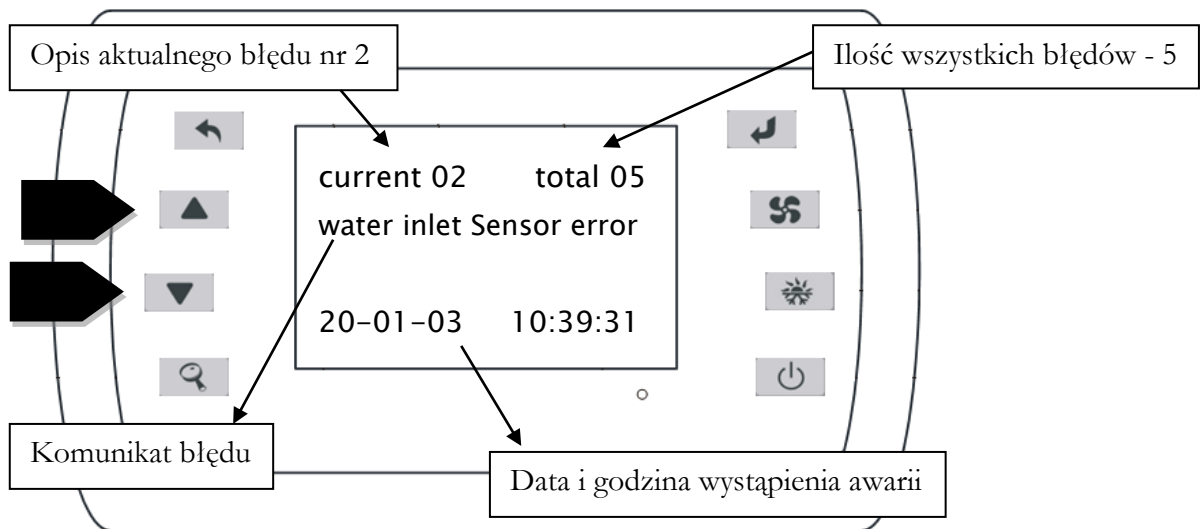 Opis aktualnego błędu nr 2
Ilość wszystkich błędów - 5
current 02 total 05
water inlet Sensor error
20-01-03 10:39:31
Komunikat błędu
Data i godzina wystąpienia awarii